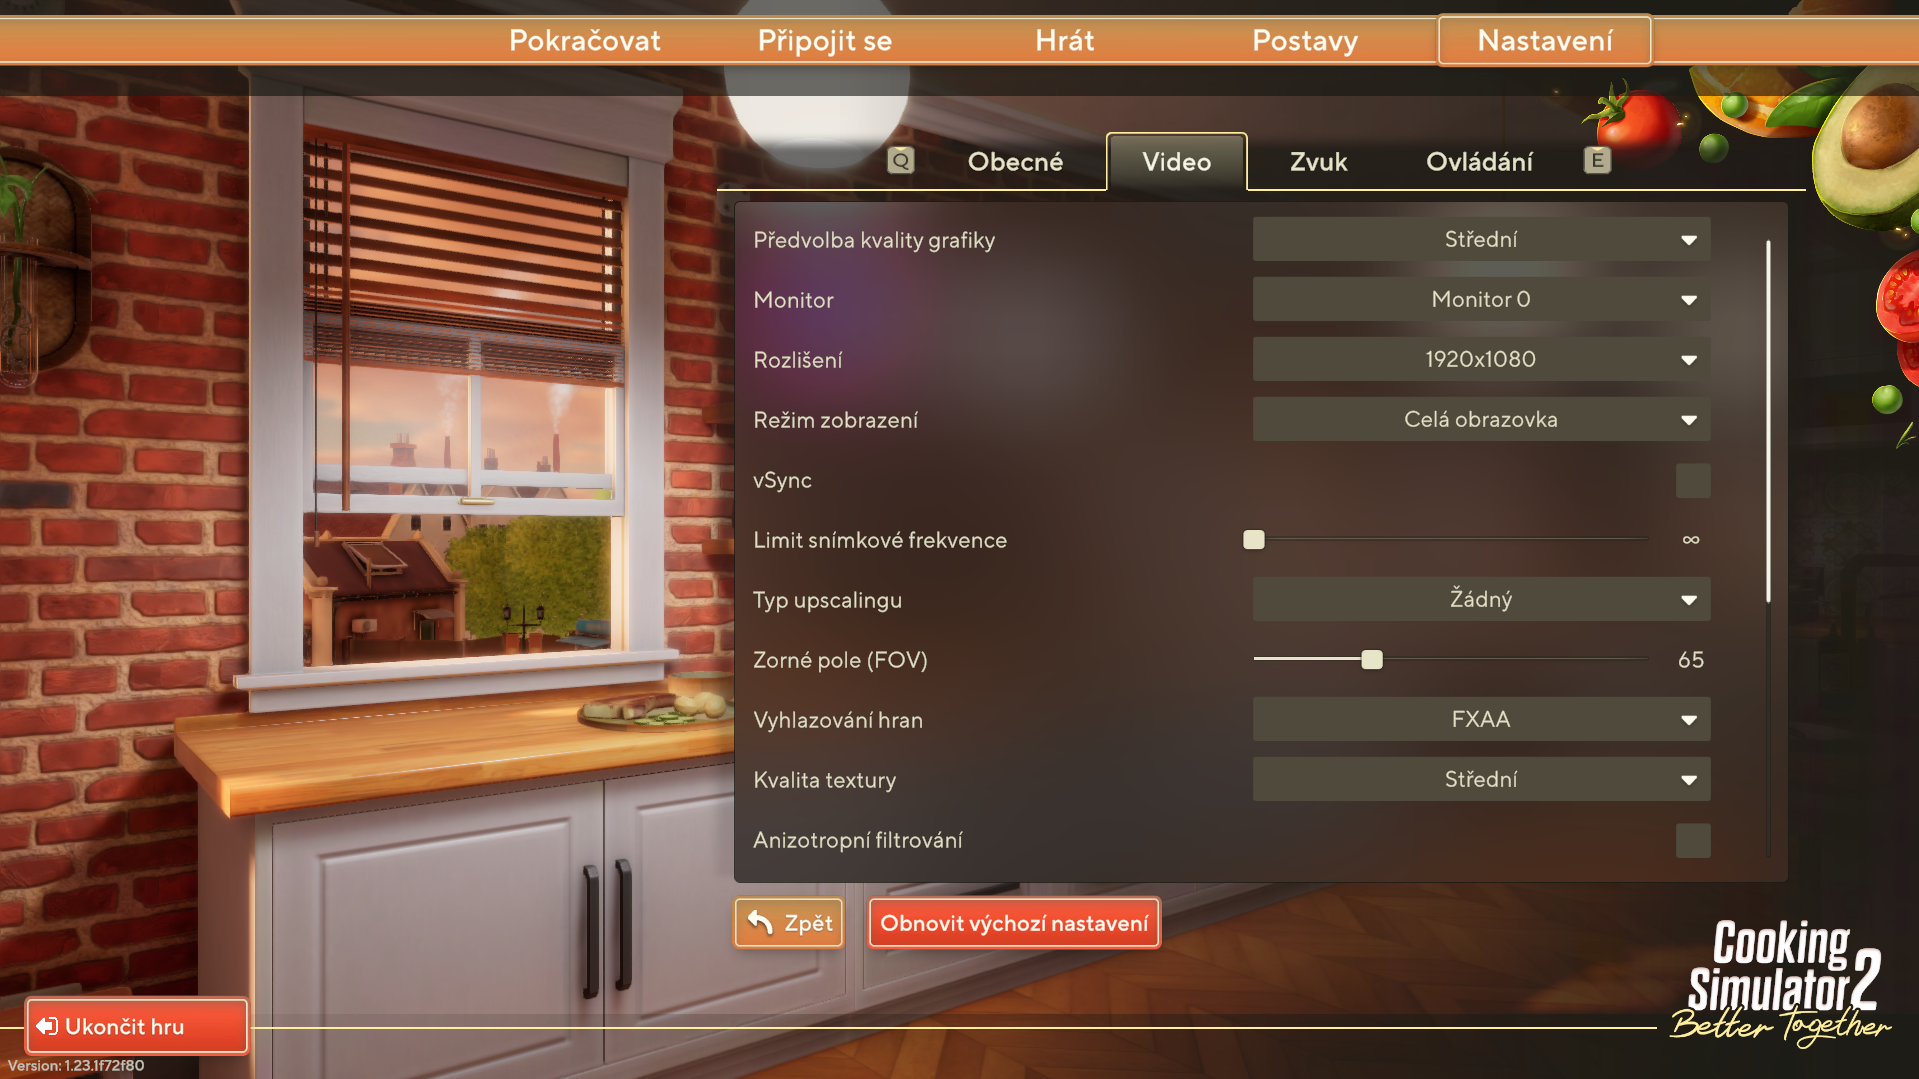 Pokračovat Připojit se Hrát Postavy Nastavení
Q Obecné Video Zvuk Ovládání E
Předvolba kvality grafiky Střední
Monitor Monitor 0
Rozlišení 1920x1080
Režim zobrazení Celá obrazovka
vSync
Limit snímkové frekvence ∞
Typ upscalingu Žádný
Zorné pole (FOV) 65
Vyhlazování hran FXAA
Kvalita textury Střední
Anizotropní filtrování
Zpět Obnovit výchozí nastavení
Cooking
Simulator 2
Better Together
Ukončit hru
Version: 1.23.1f72f80